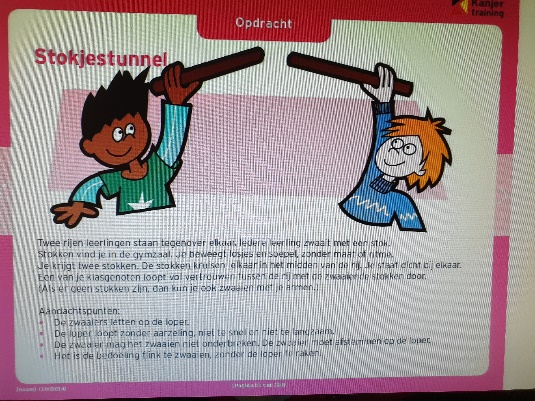 Opdracht
Kanjer
training
Stokjestunnel
Twee rijen leerlingen staan tegenover elkaar. Iedere leerling zwaait met een stok.
Stokken vind je in de gymzaal. Je beweegt losjes en soepel, zonder maat of ritme.
Je krijgt twee stokken. De stokken kruisen elkaar in het midden van de rij. Je staat dicht bij elkaar.
Een van je klasgenoten loopt vol vertrouwen tussen de rij met de zwaaiende stokken door.
(Als er geen stokken zijn, dan kun je ook zwaaien met je armen.)
Aandachtspunten:
• De zwaaiers letten op de loper.
• De loper loopt zonder aarzeling, niet te snel en niet te langzaam.
• De zwaaier mag het zwaaien niet onderbreken. De zwaaier moet afstemmen op de loper.
• Het is de bedoeling flink te zwaaien, zonder de loper te raken.